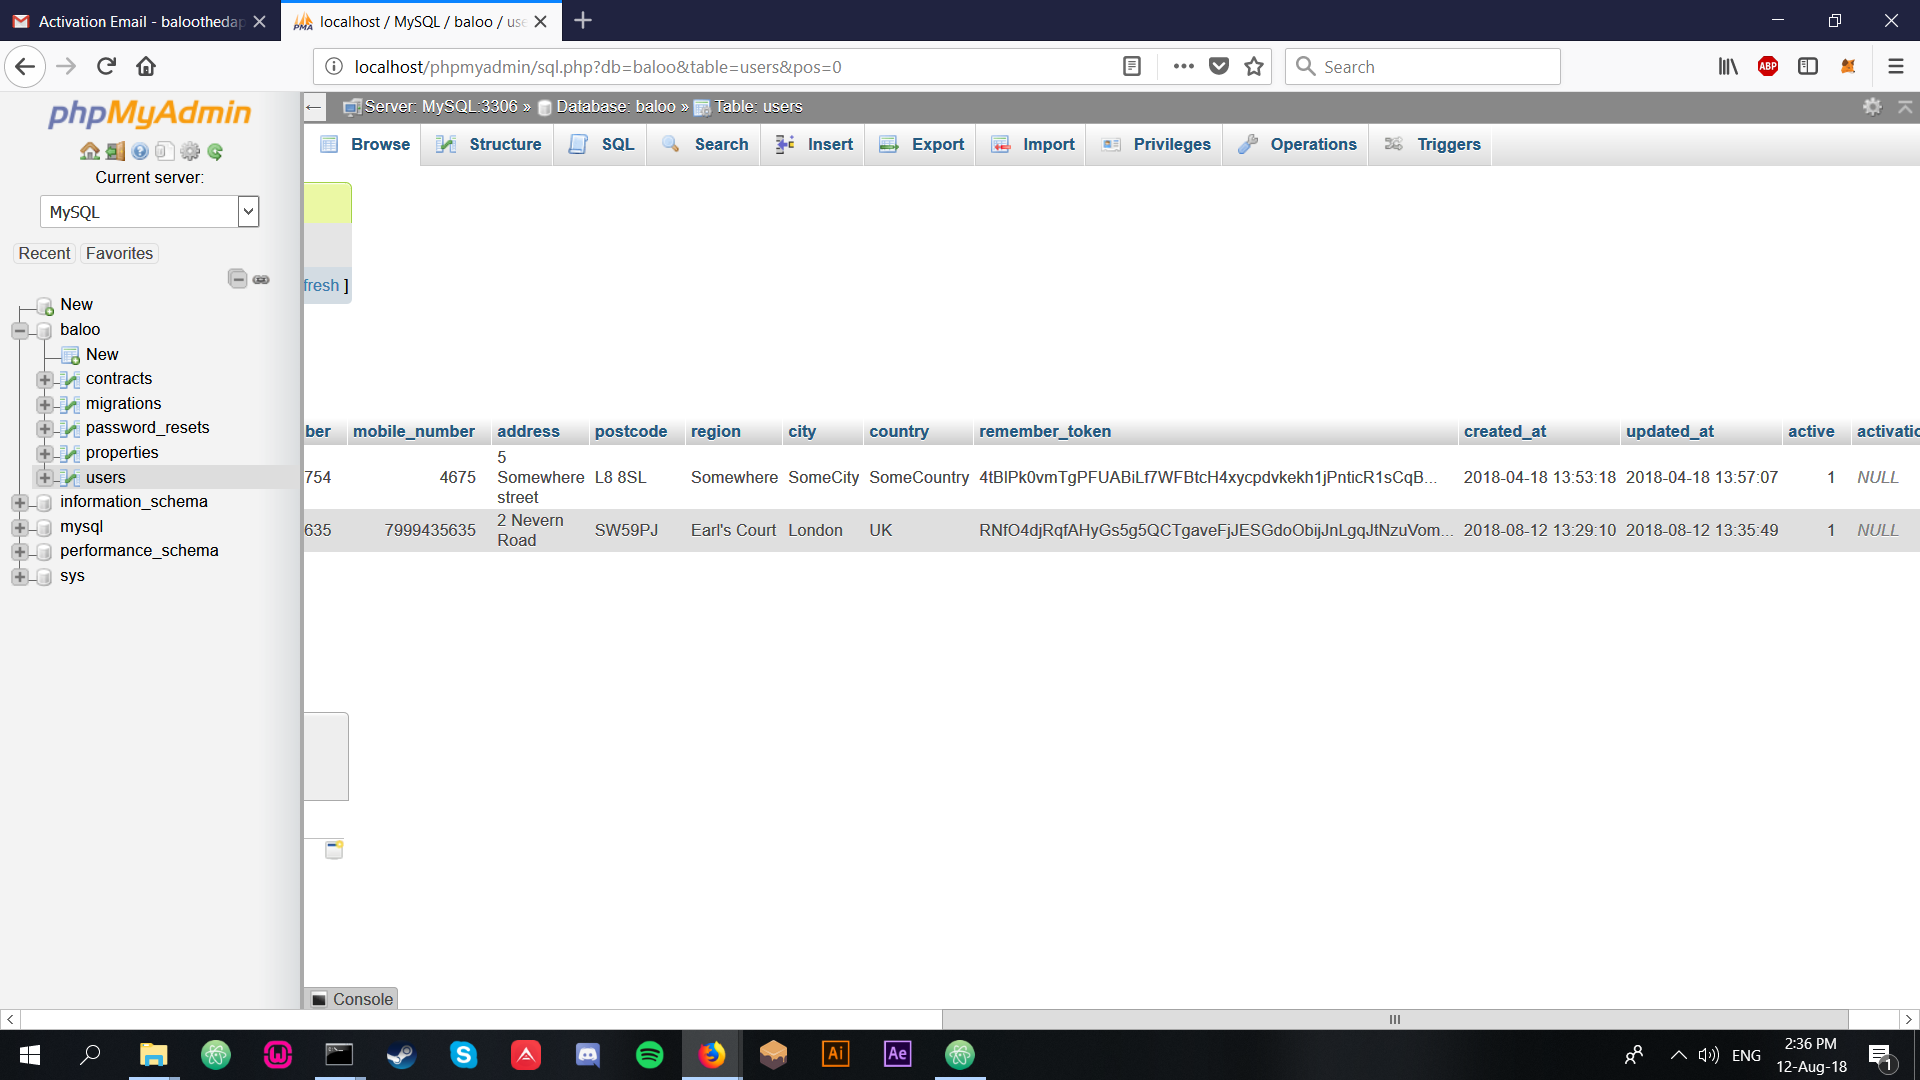 Activation Email - baloothedap
localhost / MySQL / baloo / use
localhost/phpmyadmin/sql.php?db=baloo&table=users&pos=0
Search
ABP
phpMyAdmin
Current server:
MySQL
Recent
Favorites
New
baloo
New
contracts
migrations
password_resets
properties
users
information_schema
mysql
performance_schema
sys
Server: MySQL:3306 » Database: baloo » Table: users
Browse Structure SQL Search Insert Export Import Privileges Operations Triggers
fresh ]
ber mobile_number address postcode region city country remember_token created_at updated_at active activatio
754 4675 5 Somewhere street L8 8SL Somewhere SomeCity SomeCountry 4tBlPk0vmTgPFUABiLf7WFBtcH4xycpdvkekh1jPnticR1sCqB... 2018-04-18 13:53:18 2018-04-18 13:57:07 1 NULL
635 7999435635 2 Nevern Road SW59PJ Earl's Court London UK RNfO4djRqfAHyGs5g5QCTgaveFjJESGdoObijJnLgqJtNzuVom... 2018-08-12 13:29:10 2018-08-12 13:35:49 1 NULL
Console
Ai
Ae
ENG
2:36 PM
12-Aug-18
1